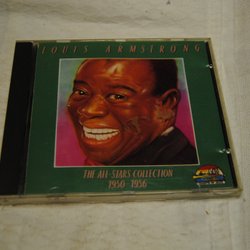 LOUIS ARMSTRONG
THE ALL-STARS COLLECTION
1950-1956